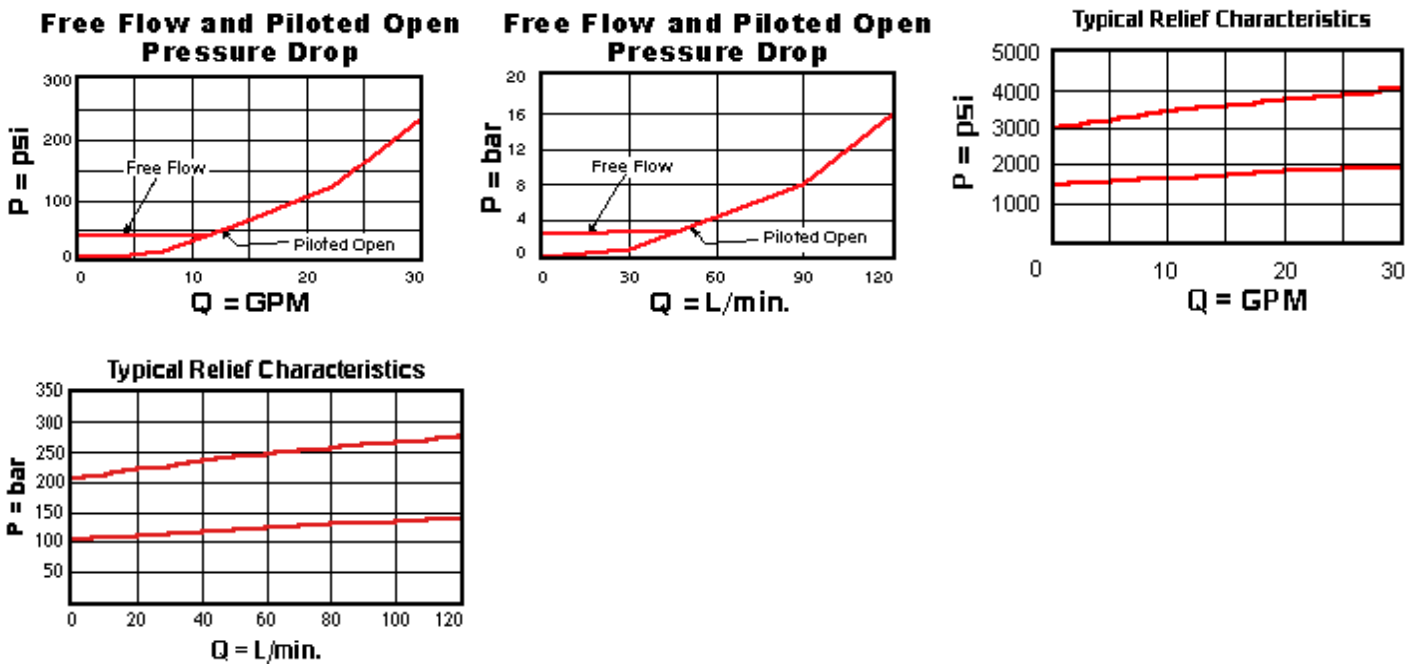 Free Flow and Piloted Open
Pressure Drop
300
200
100
0
P = psi
Free Flow
Piloted Open
0 10 20 30
Q = GPM
Free Flow and Piloted Open
Pressure Drop
20
16
12
8
4
0
P = bar
Free Flow
Piloted Open
0 30 60 90 120
Q = L/min.
Typical Relief Characteristics
5000
4000
3000
2000
1000
P = psi
0 10 20 30
Q = GPM
Typical Relief Characteristics
350
300
250
200
150
100
50
P = bar
0 20 40 60 80 100 120
Q = L/min.